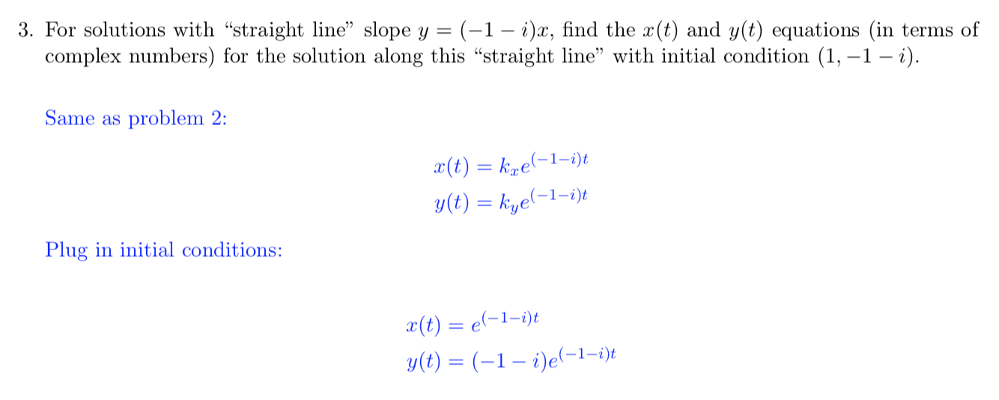 3. For solutions with “straight line” slope y = (−1 − i)x, find the x(t) and y(t) equations (in terms of
complex numbers) for the solution along this “straight line” with initial condition (1, −1 − i).
Same as problem 2:
x(t) = kₓe^(−1−i)t
y(t) = k_y e^(−1−i)t
Plug in initial conditions:
x(t) = e^(−1−i)t
y(t) = (−1 − i)e^(−1−i)t